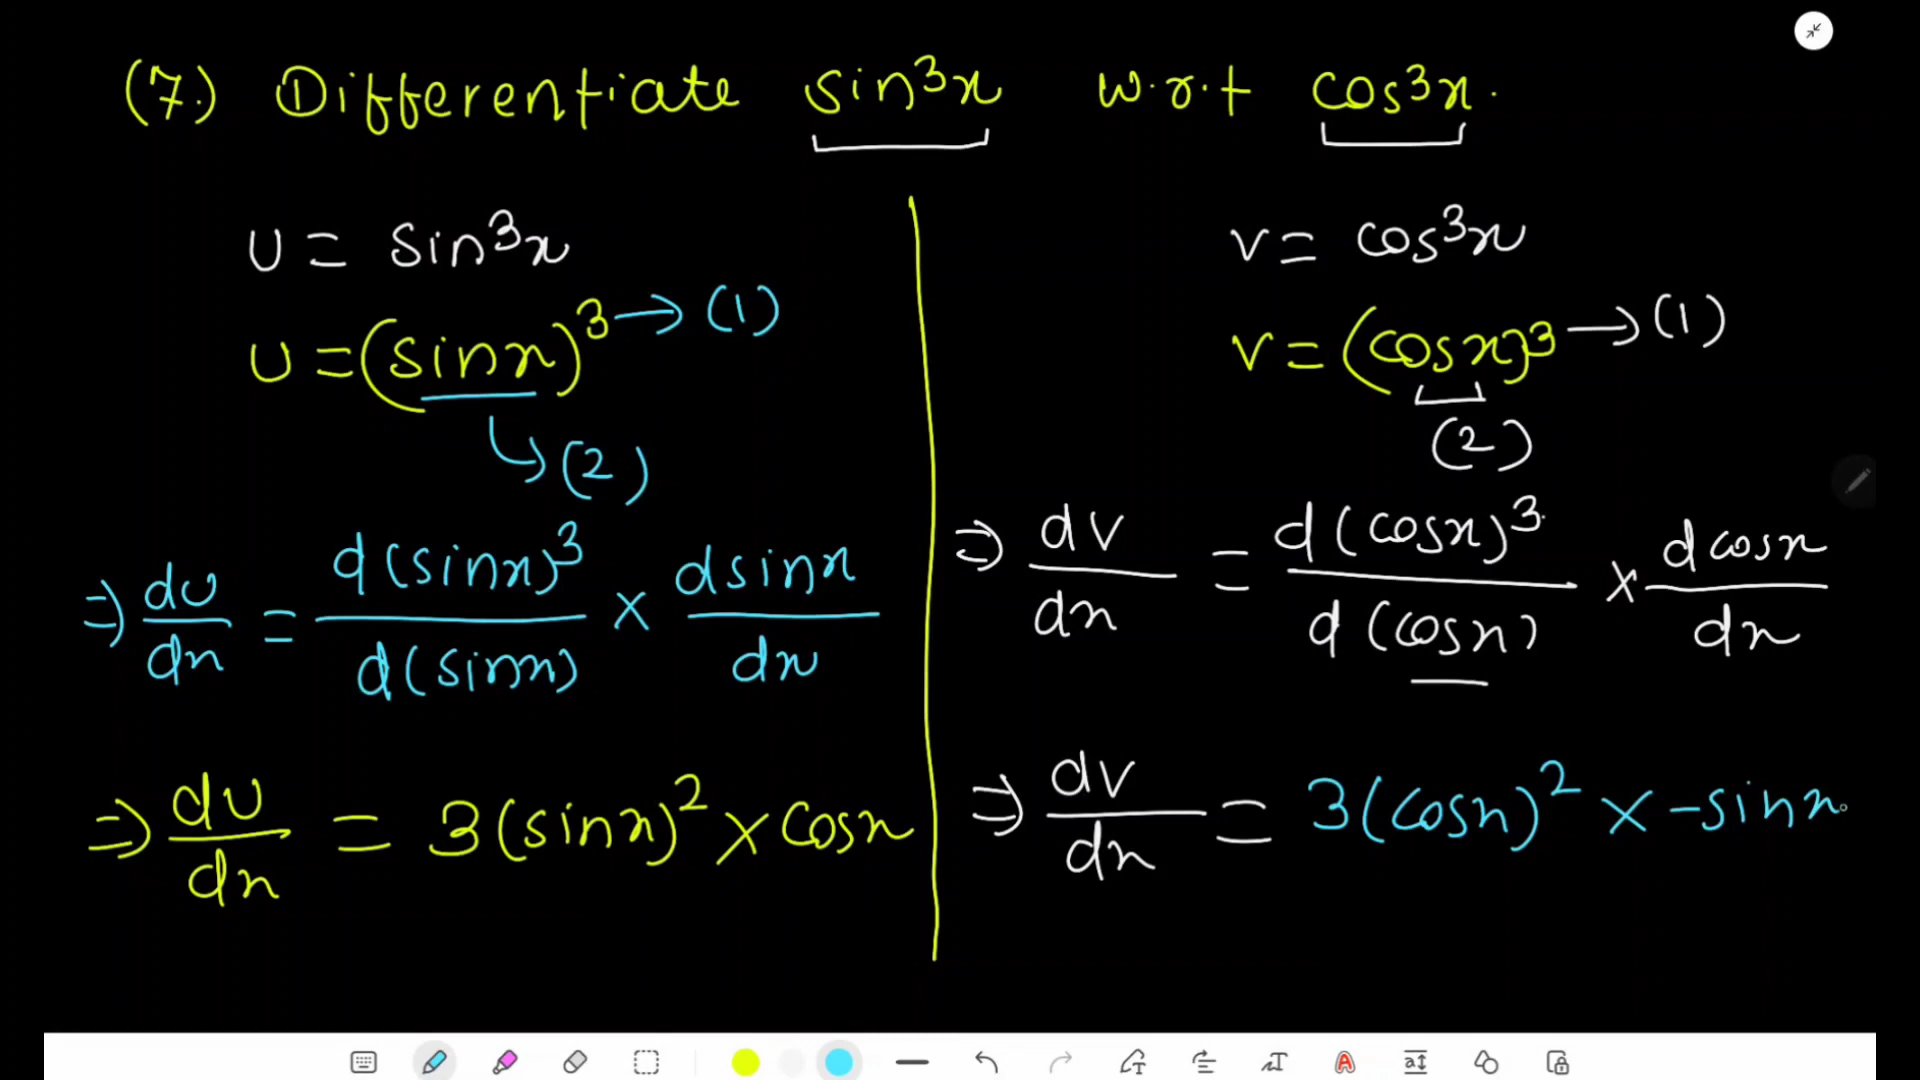 (7.) Differentiate sin³x w.r.t cos³x.
u = sin³x
u = (sinx)³ → (1)
↳ (2)
⇒ du/dx = d(sinx)³/d(sinx) × dsinx/dx
⇒ du/dx = 3(sinx)² × cosx
v = cos³x
v = (cosx)³ → (1)
(2)
⇒ dv/dx = d(cosx)³/d(cosx) × dcosx/dx
⇒ dv/dx = 3(cosx)² × -sinx.